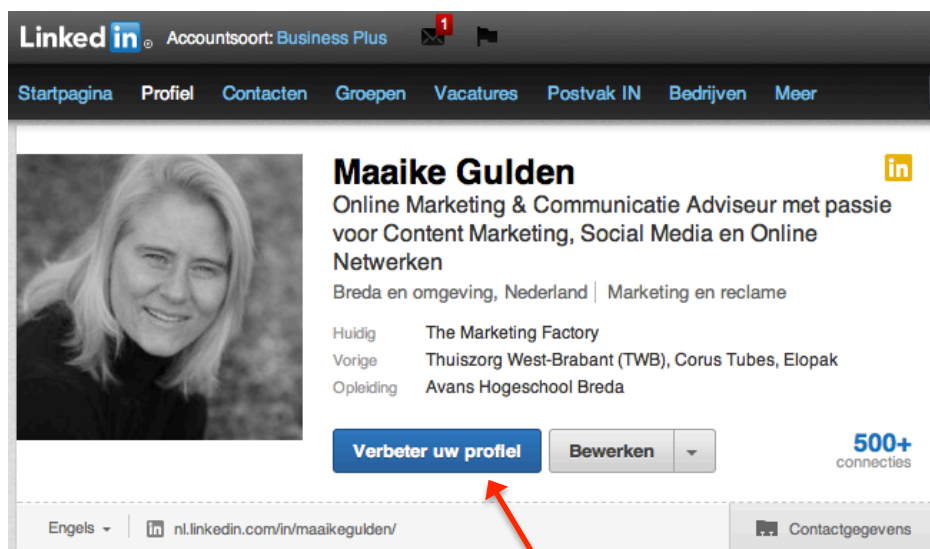 Linked in ® Accountsoort: Business Plus 1
Startpagina Profiel Contacten Groepen Vacatures Postvak IN Bedrijven Meer
Maaike Gulden in
Online Marketing & Communicatie Adviseur met passie
voor Content Marketing, Social Media en Online
Netwerken
Breda en omgeving, Nederland | Marketing en reclame
Huidig The Marketing Factory
Vorige Thuiszorg West-Brabant (TWB), Corus Tubes, Elopak
Opleiding Avans Hogeschool Breda
Verbeter uw profiel Bewerken 500+
connecties
Engels in nl.linkedin.com/in/maaikegulden/ Contactgegevens